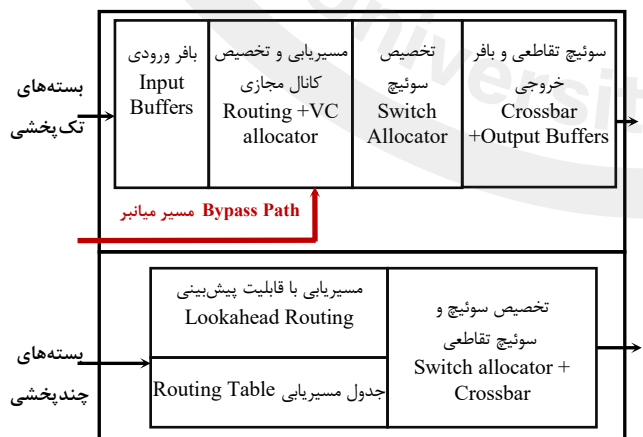 بسته‌های
تک‌پخشی
بافر ورودی
Input
Buffers
مسیریابی و تخصیص
کانال مجازی
Routing +VC
allocator
تخصیص
سوئیچ
Switch
Allocator
سوئیچ تقاطعی و بافر
خروجی
Crossbar
+Output Buffers
مسیر میانبر Bypass Path
بسته‌های
چندپخشی
مسیریابی با قابلیت پیش‌بینی
Lookahead Routing
جدول مسیریابی Routing Table
تخصیص سوئیچ و
سوئیچ تقاطعی
Switch allocator +
Crossbar